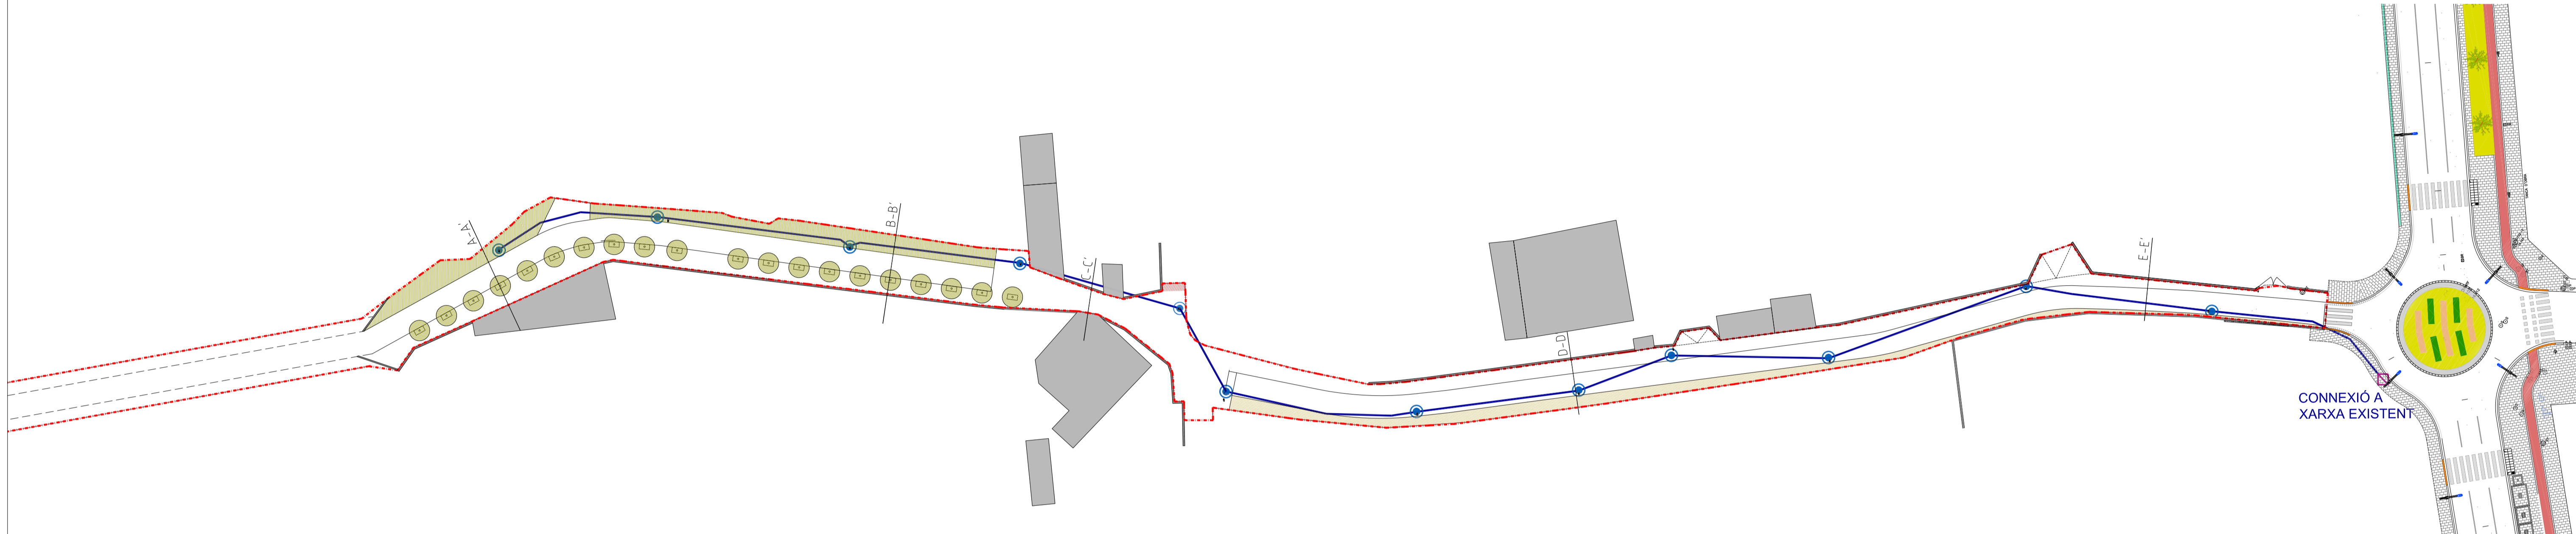 A-A'
B-B'
C-C'
D-D'
E-E'
CONNEXIÓ A
XARXA EXISTENT